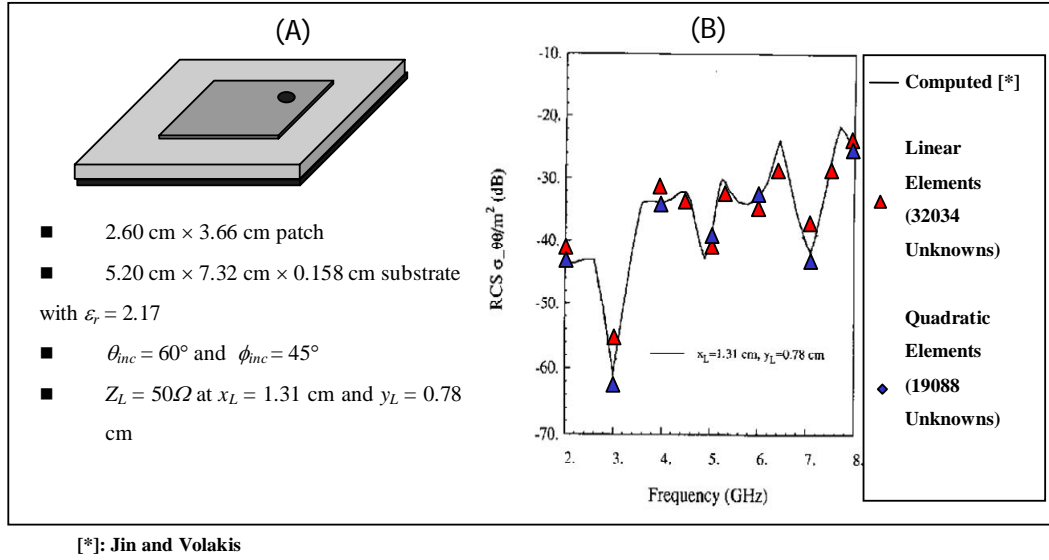 (A)
2.60 cm × 3.66 cm patch
5.20 cm × 7.32 cm × 0.158 cm substrate
with εr = 2.17
θinc = 60° and ϕinc = 45°
ZL = 50Ω at xL = 1.31 cm and yL = 0.78
cm
(B)
RCS σ_θθ/m² (dB)
-10.
-20.
-30.
-40.
-50.
-60.
-70.
xL=1.31 cm, yL=0.78 cm
2. 3. 4. 5. 6. 7. 8.
Frequency (GHz)
Computed [*]
Linear
Elements
(32034
Unknowns)
Quadratic
Elements
(19088
Unknowns)
[*]: Jin and Volakis